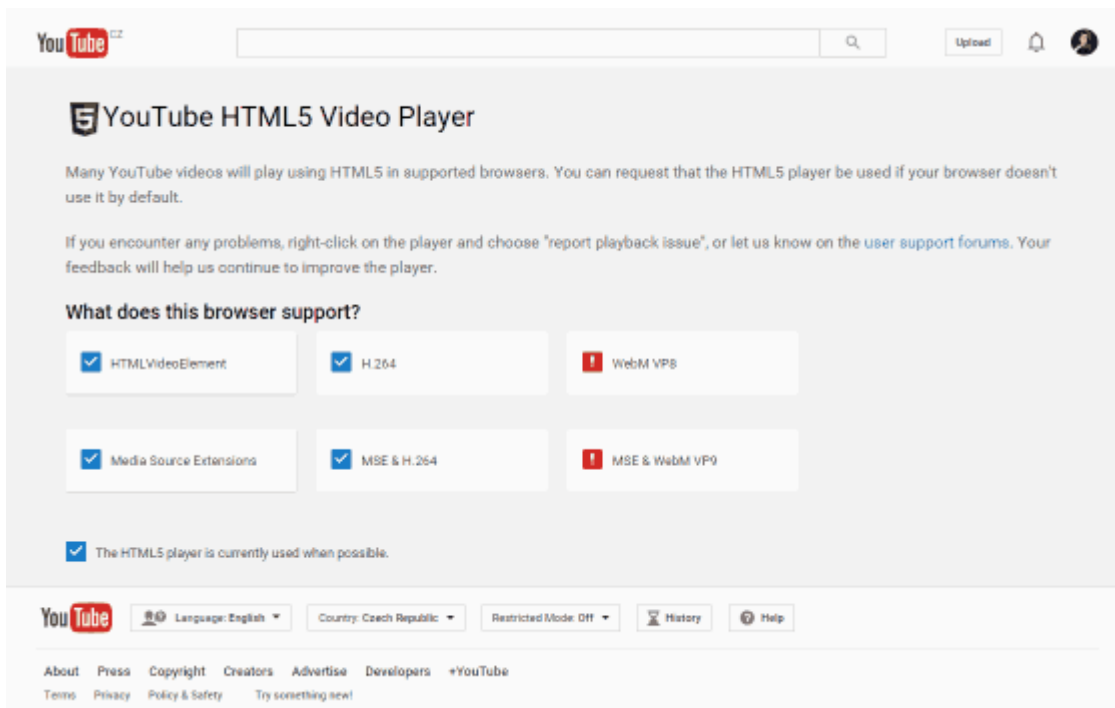 YouTube CZ
Upload
YouTube HTML5 Video Player
Many YouTube videos will play using HTML5 in supported browsers. You can request that the HTML5 player be used if your browser doesn't
use it by default.
If you encounter any problems, right-click on the player and choose "report playback issue", or let us know on the user support forums. Your
feedback will help us continue to improve the player.
What does this browser support?
HTMLVideoElement
H.264
! WebM VP8
Media Source Extensions
MSE & H.264
! MSE & WebM VP9
The HTML5 player is currently used when possible.
YouTube Language: English Country: Czech Republic Restricted Mode: Off History Help
About Press Copyright Creators Advertise Developers +YouTube
Terms Privacy Policy & Safety Try something new!